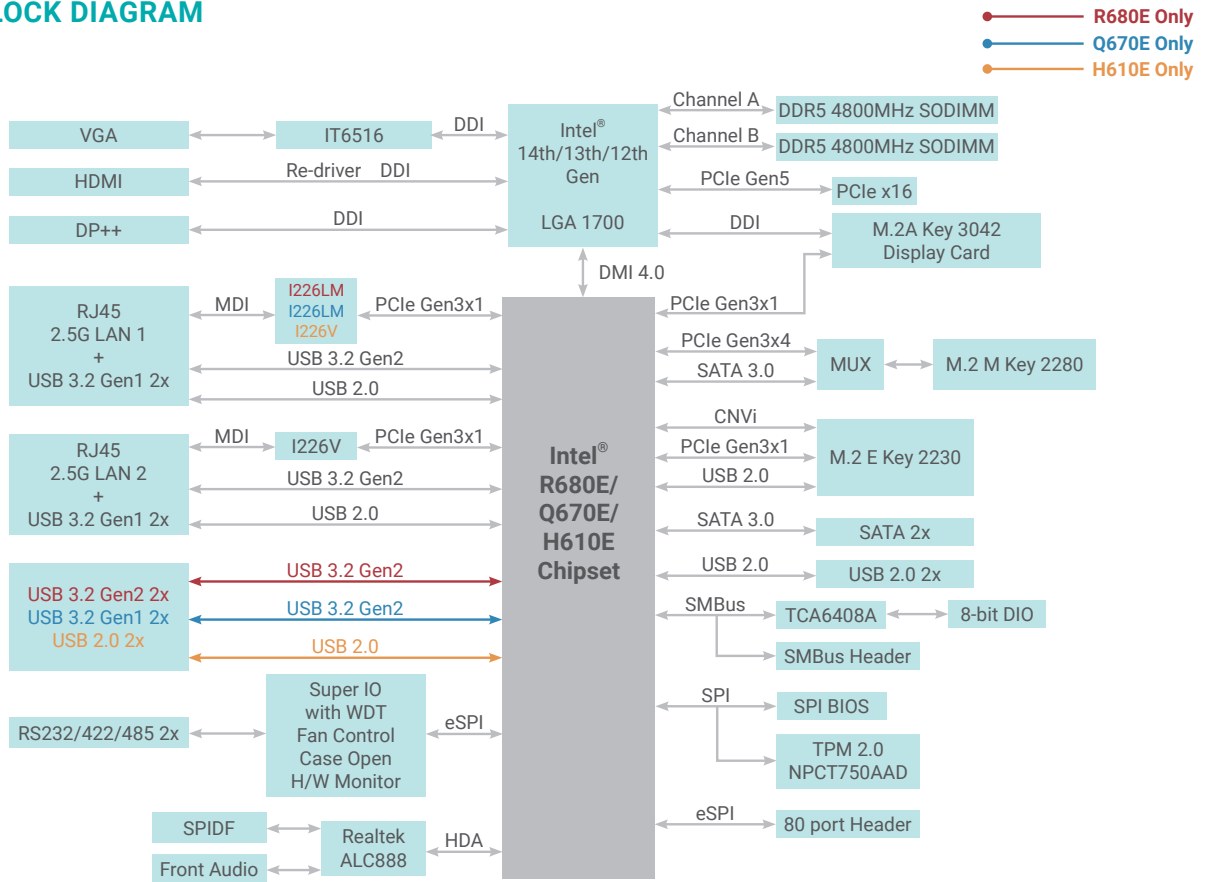 LOCK DIAGRAM
R680E Only
Q670E Only
H610E Only
VGA
IT6516
DDI
HDMI
Re-driver DDI
DP++
DDI
Intel®
14th/13th/12th
Gen
LGA 1700
Channel A
DDR5 4800MHz SODIMM
Channel B
DDR5 4800MHz SODIMM
PCIe Gen5
PCIe x16
DDI
M.2A Key 3042
Display Card
DMI 4.0
PCIe Gen3x1
RJ45
2.5G LAN 1
+
USB 3.2 Gen1 2x
MDI
I226LM
I226LM
I226V
PCIe Gen3x1
USB 3.2 Gen2
USB 2.0
RJ45
2.5G LAN 2
+
USB 3.2 Gen1 2x
MDI
I226V
PCIe Gen3x1
USB 3.2 Gen2
USB 2.0
USB 3.2 Gen2 2x
USB 3.2 Gen1 2x
USB 2.0 2x
USB 3.2 Gen2
USB 3.2 Gen2
USB 2.0
RS232/422/485 2x
Super IO
with WDT
Fan Control
Case Open
H/W Monitor
eSPI
SPIDF
Front Audio
Realtek
ALC888
HDA
Intel®
R680E/
Q670E/
H610E
Chipset
PCIe Gen3x4
SATA 3.0
MUX
M.2 M Key 2280
CNVi
PCIe Gen3x1
USB 2.0
M.2 E Key 2230
SATA 3.0
SATA 2x
USB 2.0
USB 2.0 2x
SMBus
TCA6408A
8-bit DIO
SMBus Header
SPI
SPI BIOS
TPM 2.0
NPCT750AAD
eSPI
80 port Header